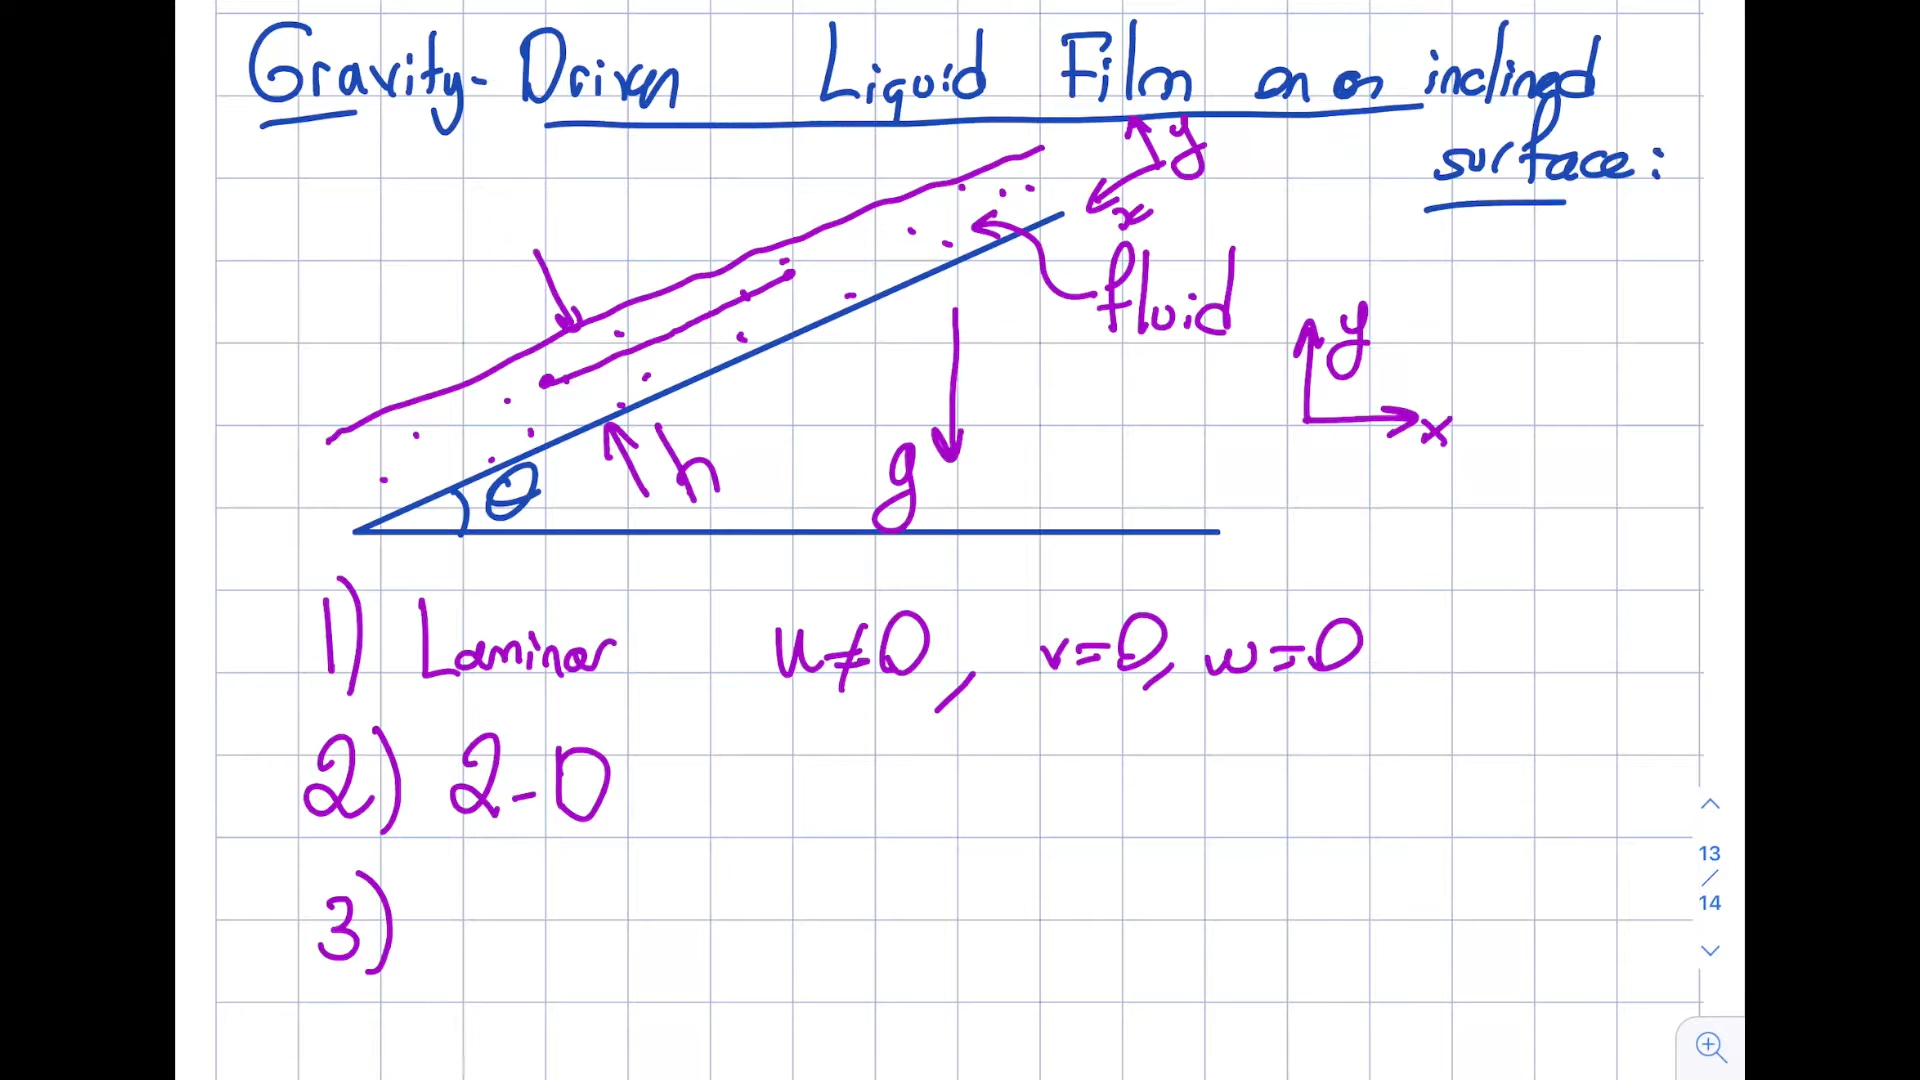 Gravity-Driven Liquid Film on an inclined
surface:
y
x
fluid
y
x
h
g
θ
1) Laminar u≠0, v=0, w=0
2) 2-D
3)
13
/
14